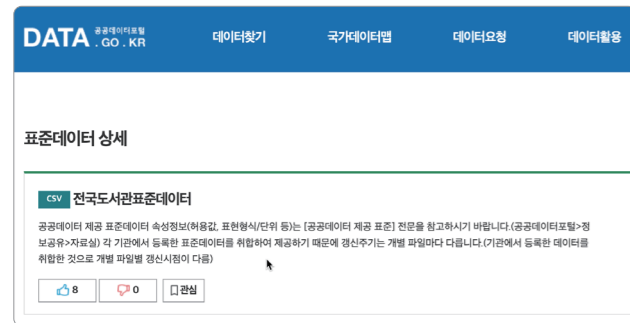 DATA 공공데이터포털
. GO . KR
데이터찾기 국가데이터맵 데이터요청 데이터활용
표준데이터 상세
CSV 전국도서관표준데이터
공공데이터 제공 표준데이터 속성정보(허용값, 표현형식/단위 등)는 [공공데이터 제공 표준] 전문을 참고하시기 바랍니다.(공공데이터포털>정
보공유>자료실) 각 기관에서 등록한 표준데이터를 취합하여 제공하기 때문에 갱신주기는 개별 파일마다 다릅니다.(기관에서 등록한 데이터를
취합한 것으로 개별 파일별 갱신시점이 다름)
8 0 관심